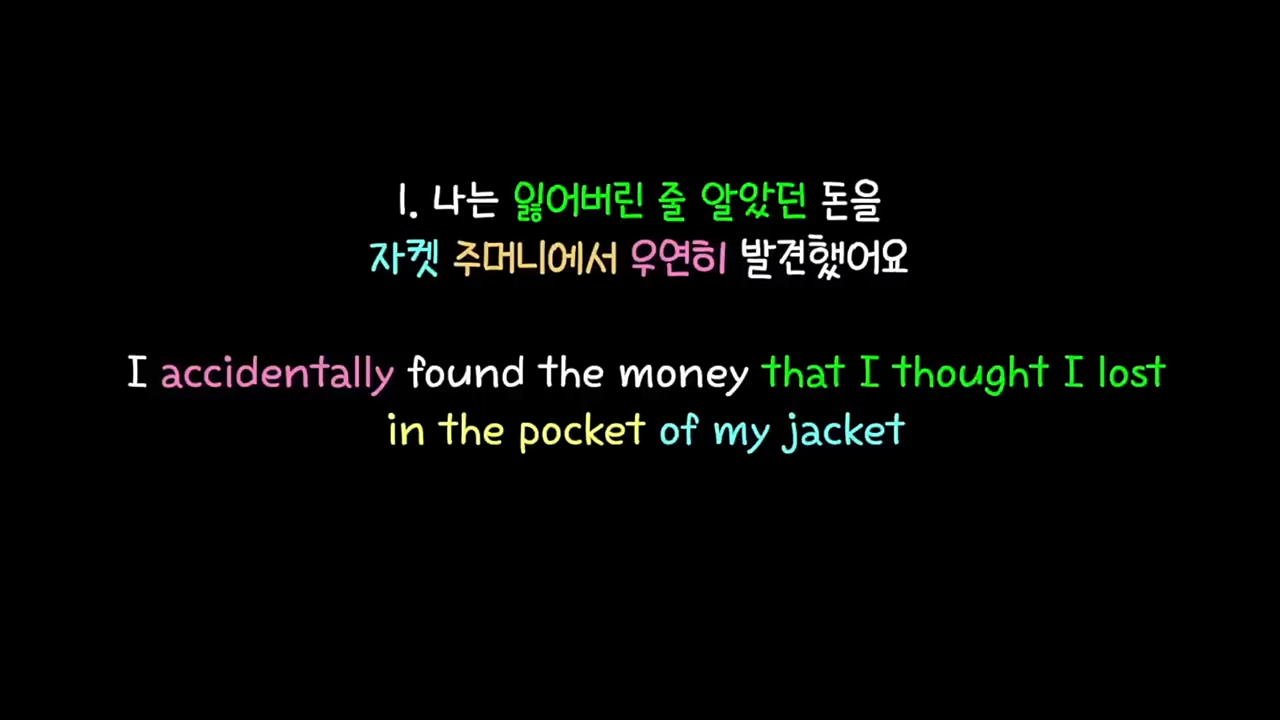 1. 나는 잃어버린 줄 알았던 돈을
자켓 주머니에서 우연히 발견했어요
I accidentally found the money that I thought I lost
in the pocket of my jacket